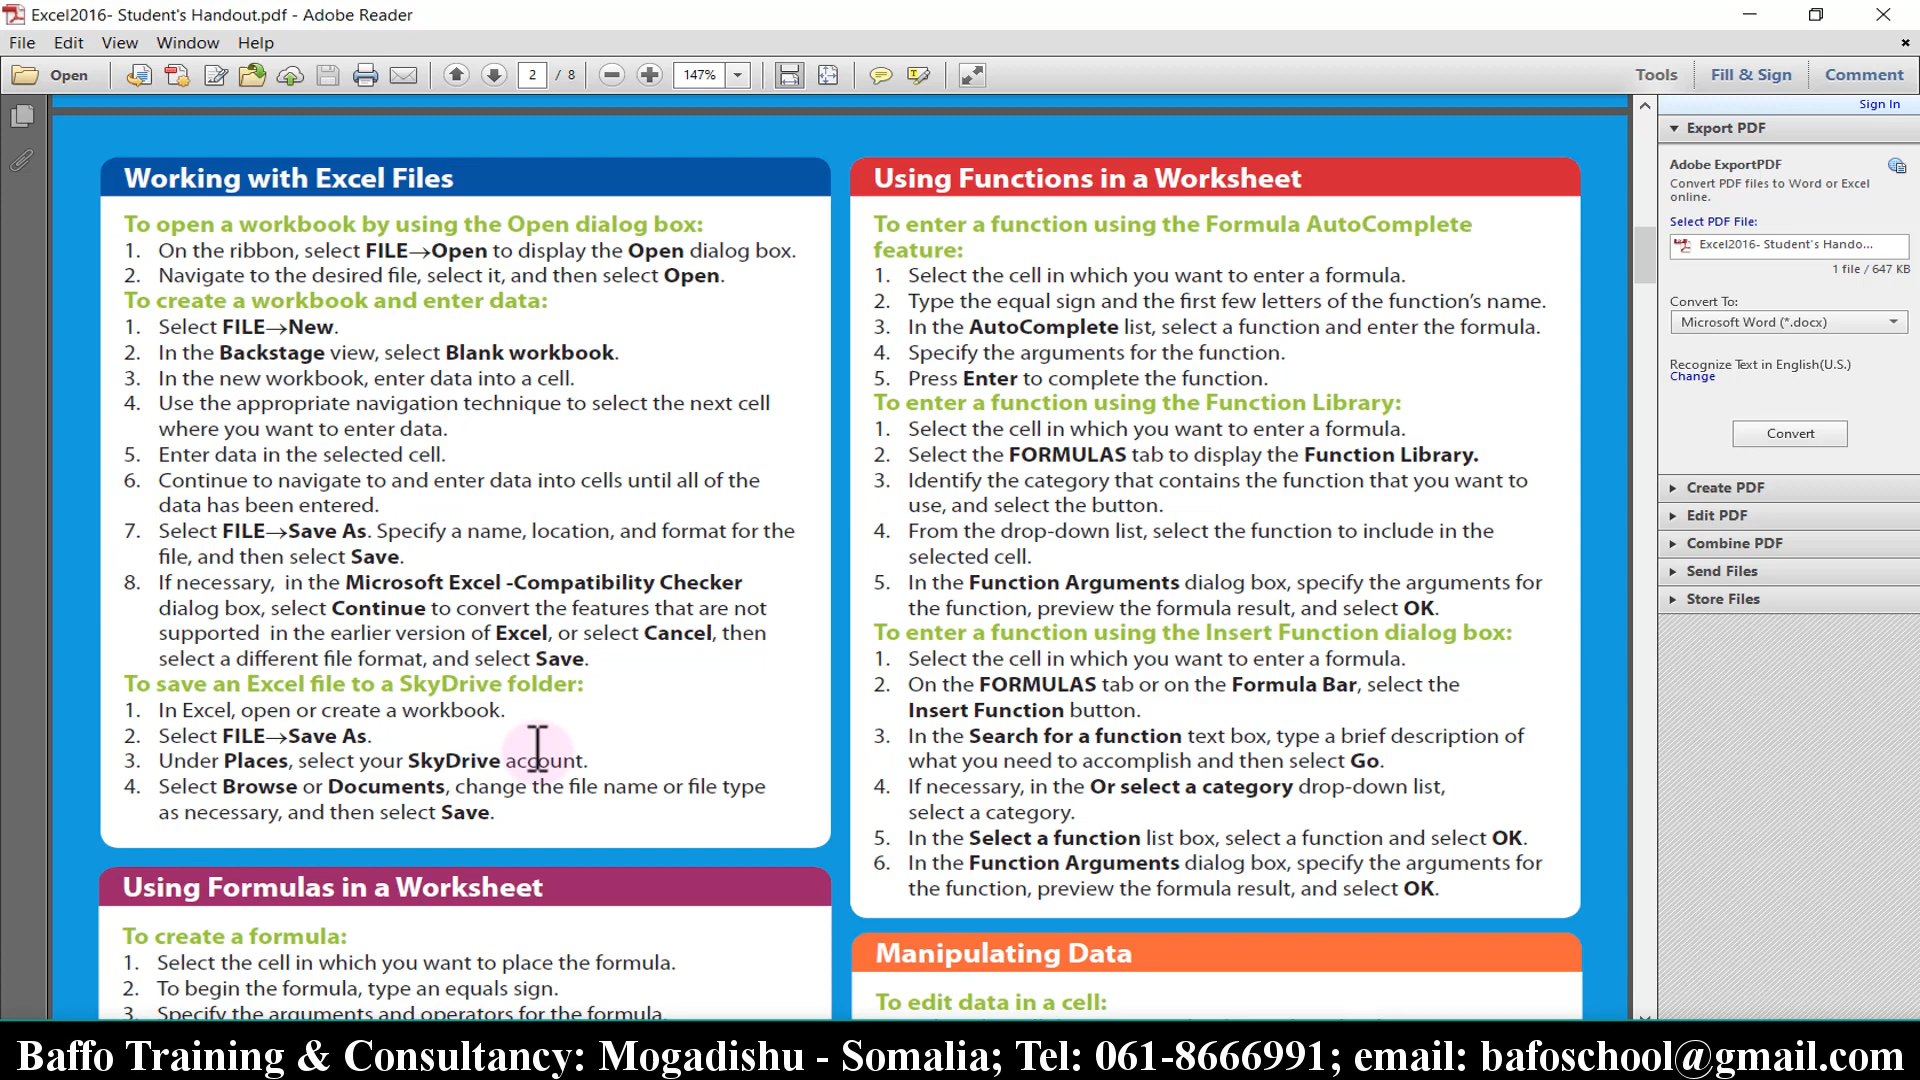 Excel2016- Student's Handout.pdf - Adobe Reader
File Edit View Window Help
Open 2 / 8 147% Tools Fill & Sign Comment
Sign In
Export PDF
Adobe ExportPDF
Convert PDF files to Word or Excel
online.
Select PDF File:
Excel2016- Student`s Hando...
1 file / 647 KB
Convert To:
Microsoft Word (*.docx)
Recognize Text in English(U.S.)
Change
Convert
Create PDF
Edit PDF
Combine PDF
Send Files
Store Files
Working with Excel Files
To open a workbook by using the Open dialog box:
1. On the ribbon, select FILE→Open to display the Open dialog box.
2. Navigate to the desired file, select it, and then select Open.
To create a workbook and enter data:
1. Select FILE→New.
2. In the Backstage view, select Blank workbook.
3. In the new workbook, enter data into a cell.
4. Use the appropriate navigation technique to select the next cell
where you want to enter data.
5. Enter data in the selected cell.
6. Continue to navigate to and enter data into cells until all of the
data has been entered.
7. Select FILE→Save As. Specify a name, location, and format for the
file, and then select Save.
8. If necessary, in the Microsoft Excel -Compatibility Checker
dialog box, select Continue to convert the features that are not
supported in the earlier version of Excel, or select Cancel, then
select a different file format, and select Save.
To save an Excel file to a SkyDrive folder:
1. In Excel, open or create a workbook.
2. Select FILE→Save As.
3. Under Places, select your SkyDrive account.
4. Select Browse or Documents, change the file name or file type
as necessary, and then select Save.
Using Formulas in a Worksheet
To create a formula:
1. Select the cell in which you want to place the formula.
2. To begin the formula, type an equals sign.
3. Specify the arguments and operators for the formula.
Using Functions in a Worksheet
To enter a function using the Formula AutoComplete
feature:
1. Select the cell in which you want to enter a formula.
2. Type the equal sign and the first few letters of the function's name.
3. In the AutoComplete list, select a function and enter the formula.
4. Specify the arguments for the function.
5. Press Enter to complete the function.
To enter a function using the Function Library:
1. Select the cell in which you want to enter a formula.
2. Select the FORMULAS tab to display the Function Library.
3. Identify the category that contains the function that you want to
use, and select the button.
4. From the drop-down list, select the function to include in the
selected cell.
5. In the Function Arguments dialog box, specify the arguments for
the function, preview the formula result, and select OK.
To enter a function using the Insert Function dialog box:
1. Select the cell in which you want to enter a formula.
2. On the FORMULAS tab or on the Formula Bar, select the
Insert Function button.
3. In the Search for a function text box, type a brief description of
what you need to accomplish and then select Go.
4. If necessary, in the Or select a category drop-down list,
select a category.
5. In the Select a function list box, select a function and select OK.
6. In the Function Arguments dialog box, specify the arguments for
the function, preview the formula result, and select OK.
Manipulating Data
To edit data in a cell:
Baffo Training & Consultancy: Mogadishu - Somalia; Tel: 061-8666991; email: bafoschool@gmail.com